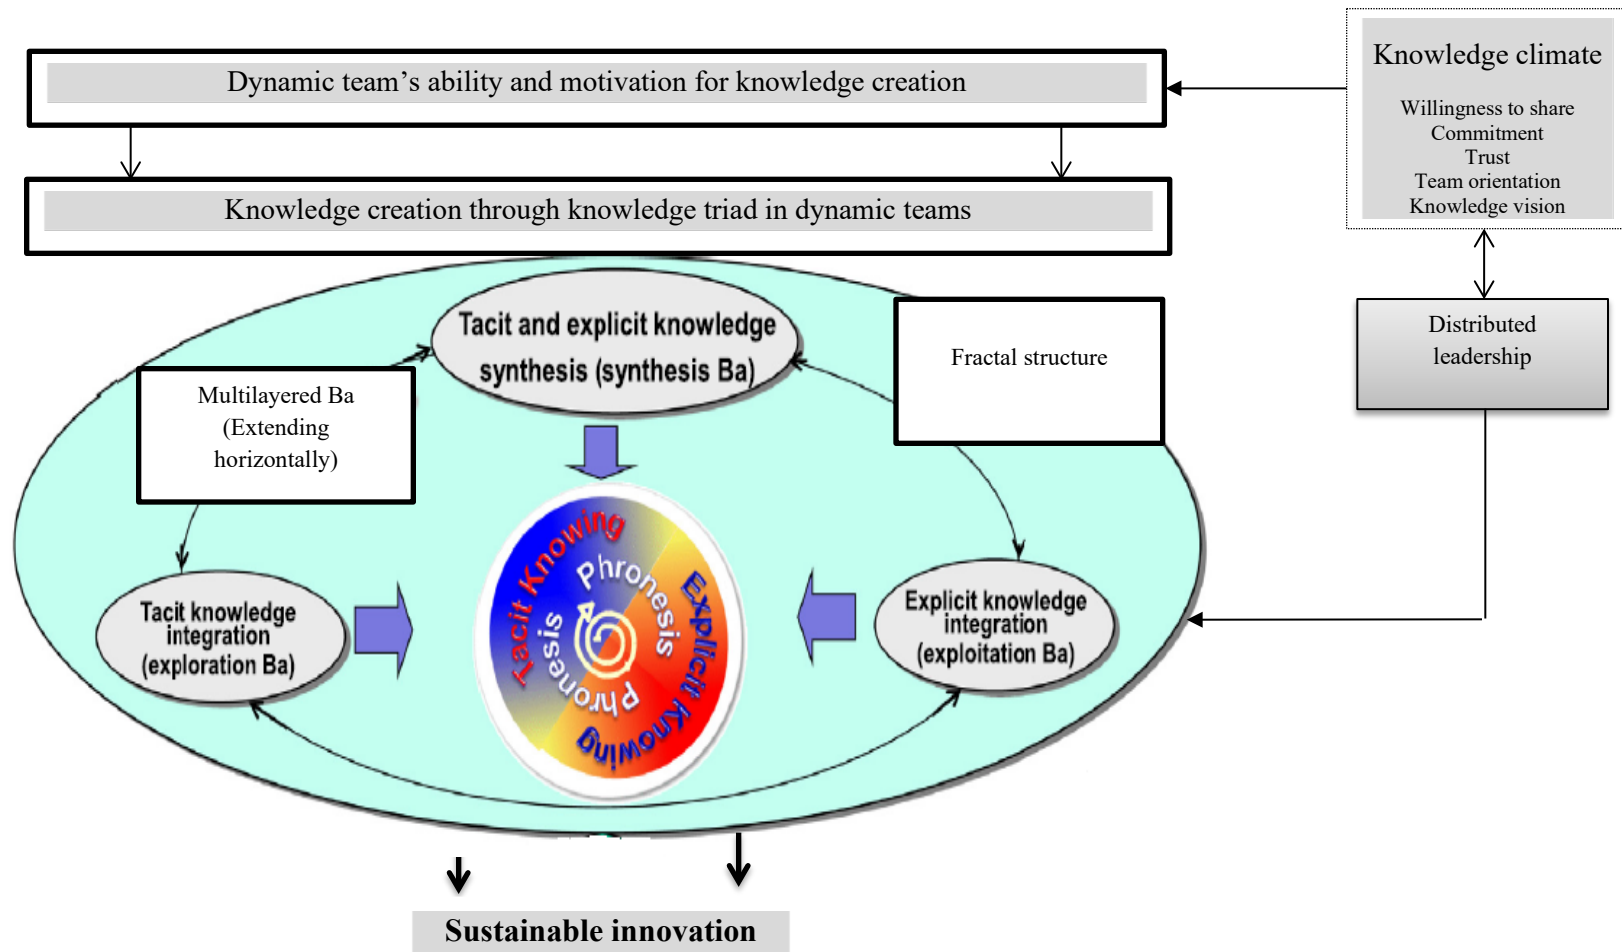 Dynamic team’s ability and motivation for knowledge creation
Knowledge climate
Willingness to share
Commitment
Trust
Team orientation
Knowledge vision
Knowledge creation through knowledge triad in dynamic teams
Distributed
leadership
Tacit and explicit knowledge
synthesis (synthesis Ba)
Fractal structure
Multilayered Ba
(Extending
horizontally)
Tacit Knowing
Phronesis
Explicit Knowing
Phronesis
Tacit knowledge
integration
(exploration Ba)
Explicit knowledge
integration
(exploitation Ba)
Sustainable innovation